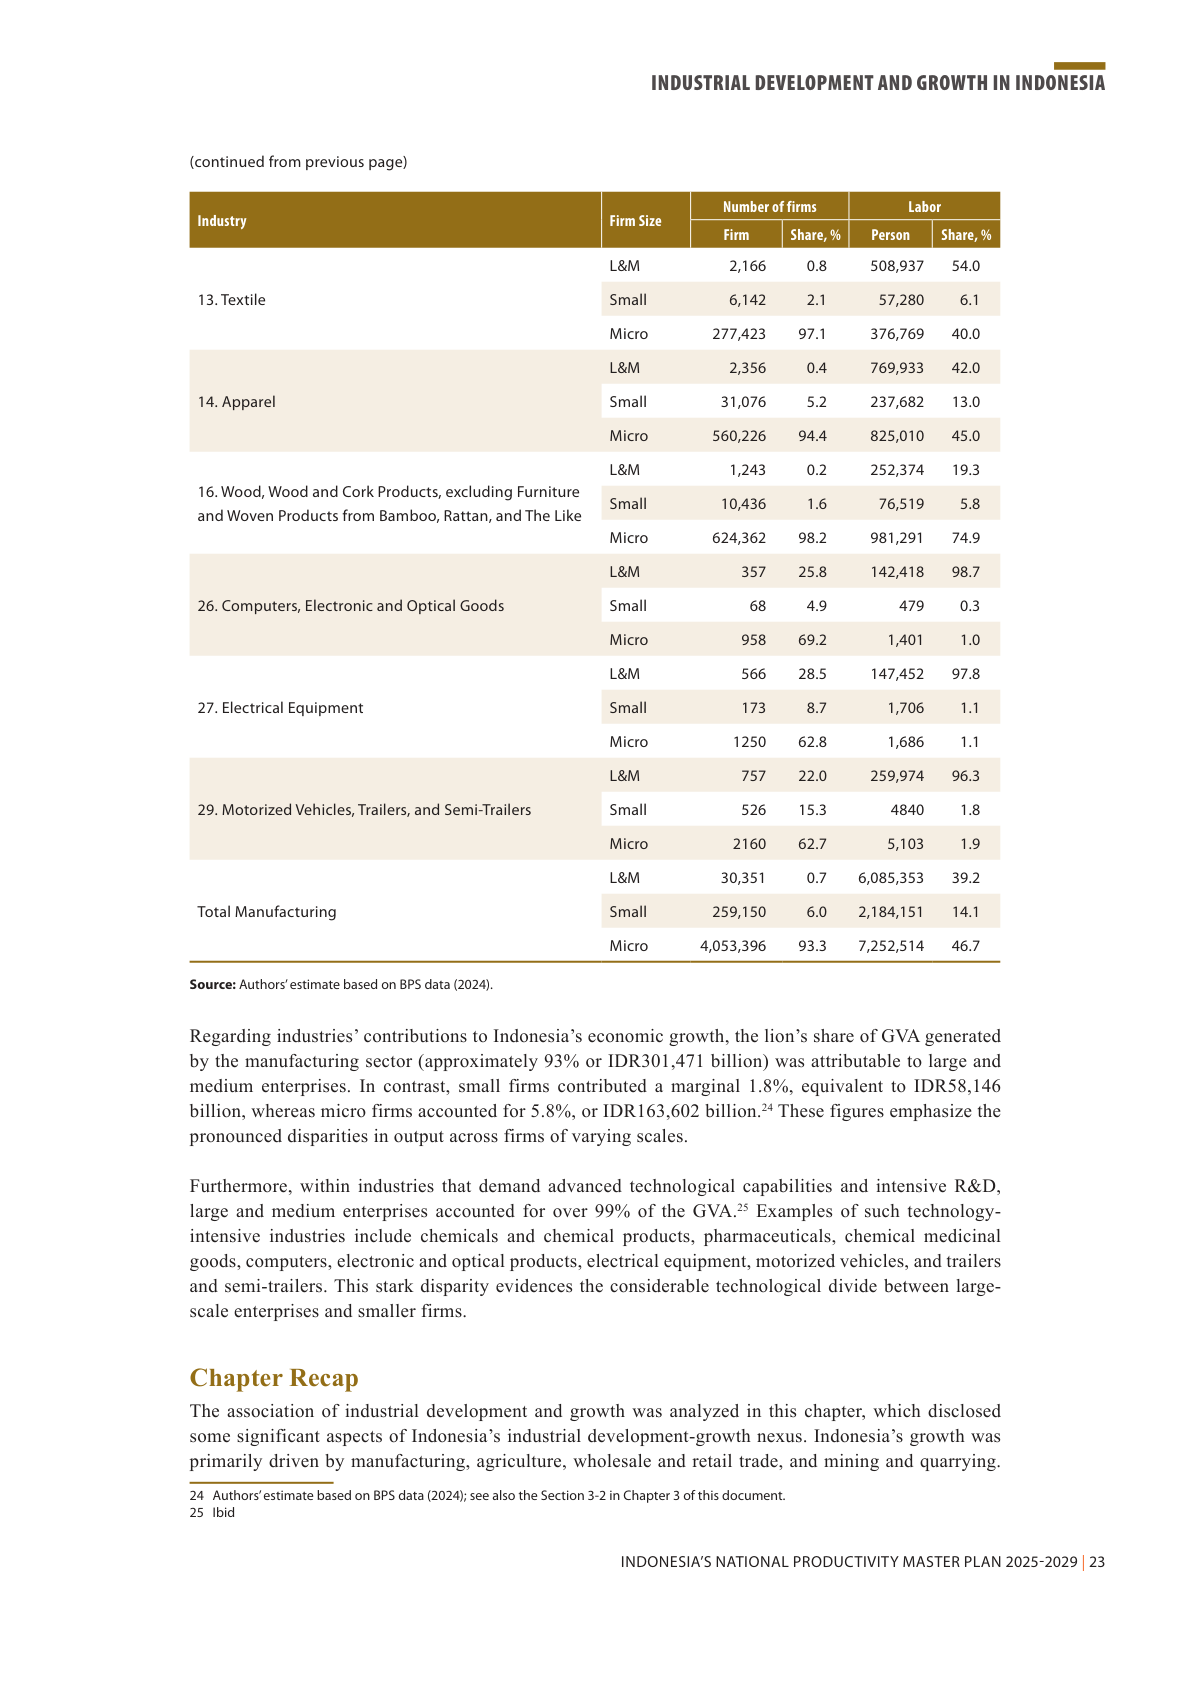 INDUSTRIAL DEVELOPMENT AND GROWTH IN INDONESIA
(continued from previous page)
Industry Firm Size Number of firms Labor
Firm Share, % Person Share, %
13. Textile
L&M 2,166 0.8 508,937 54.0
Small 6,142 2.1 57,280 6.1
Micro 277,423 97.1 376,769 40.0
14. Apparel
L&M 2,356 0.4 769,933 42.0
Small 31,076 5.2 237,682 13.0
Micro 560,226 94.4 825,010 45.0
16. Wood, Wood and Cork Products, excluding Furniture
and Woven Products from Bamboo, Rattan, and The Like
L&M 1,243 0.2 252,374 19.3
Small 10,436 1.6 76,519 5.8
Micro 624,362 98.2 981,291 74.9
26. Computers, Electronic and Optical Goods
L&M 357 25.8 142,418 98.7
Small 68 4.9 479 0.3
Micro 958 69.2 1,401 1.0
27. Electrical Equipment
L&M 566 28.5 147,452 97.8
Small 173 8.7 1,706 1.1
Micro 1250 62.8 1,686 1.1
29. Motorized Vehicles, Trailers, and Semi-Trailers
L&M 757 22.0 259,974 96.3
Small 526 15.3 4840 1.8
Micro 2160 62.7 5,103 1.9
Total Manufacturing
L&M 30,351 0.7 6,085,353 39.2
Small 259,150 6.0 2,184,151 14.1
Micro 4,053,396 93.3 7,252,514 46.7
Source: Authors' estimate based on BPS data (2024).
Regarding industries' contributions to Indonesia's economic growth, the lion's share of GVA generated
by the manufacturing sector (approximately 93% or IDR301,471 billion) was attributable to large and
medium enterprises. In contrast, small firms contributed a marginal 1.8%, equivalent to IDR58,146
billion, whereas micro firms accounted for 5.8%, or IDR163,602 billion.24 These figures emphasize the
pronounced disparities in output across firms of varying scales.
Furthermore, within industries that demand advanced technological capabilities and intensive R&D,
large and medium enterprises accounted for over 99% of the GVA.25 Examples of such technology-
intensive industries include chemicals and chemical products, pharmaceuticals, chemical medicinal
goods, computers, electronic and optical products, electrical equipment, motorized vehicles, and trailers
and semi-trailers. This stark disparity evidences the considerable technological divide between large-
scale enterprises and smaller firms.
Chapter Recap
The association of industrial development and growth was analyzed in this chapter, which disclosed
some significant aspects of Indonesia's industrial development-growth nexus. Indonesia's growth was
primarily driven by manufacturing, agriculture, wholesale and retail trade, and mining and quarrying.
24 Authors' estimate based on BPS data (2024); see also the Section 3-2 in Chapter 3 of this document.
25 Ibid
INDONESIA'S NATIONAL PRODUCTIVITY MASTER PLAN 2025-2029 | 23